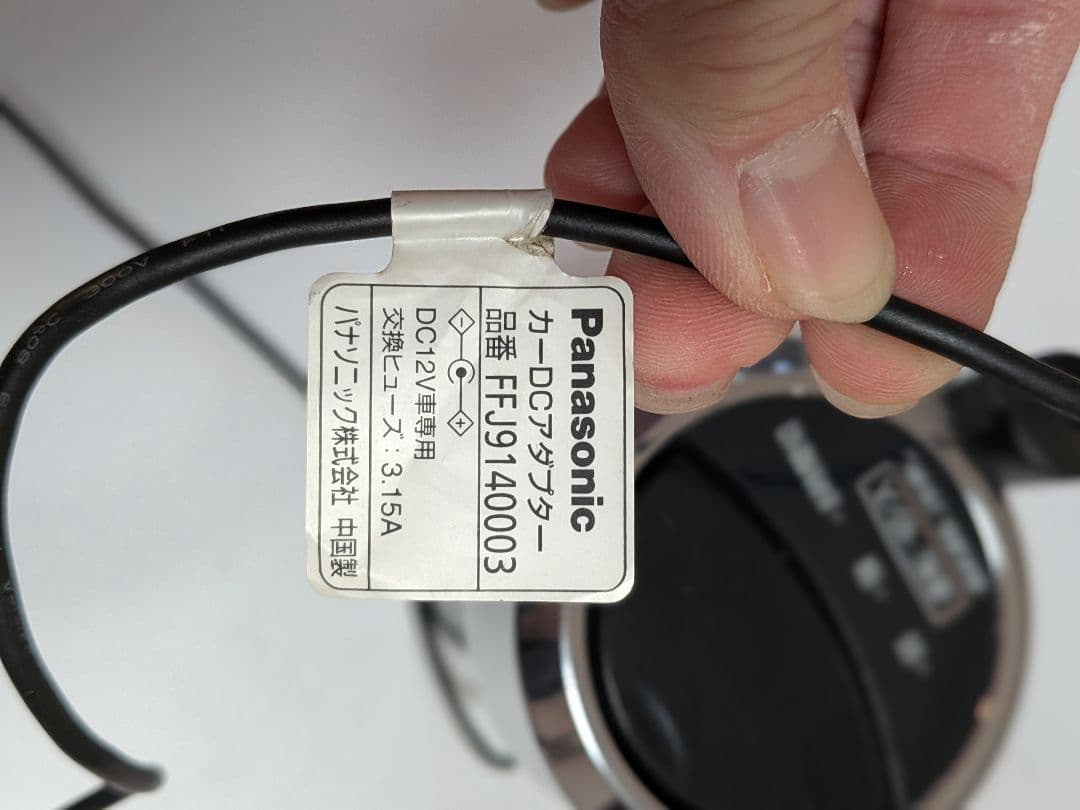 Panasonic
カーDCアダプター
品番 FFJ9140003
- +
DC12V車専用
交換ヒューズ：3.15A
パナソニック株式会社 中国製
300V